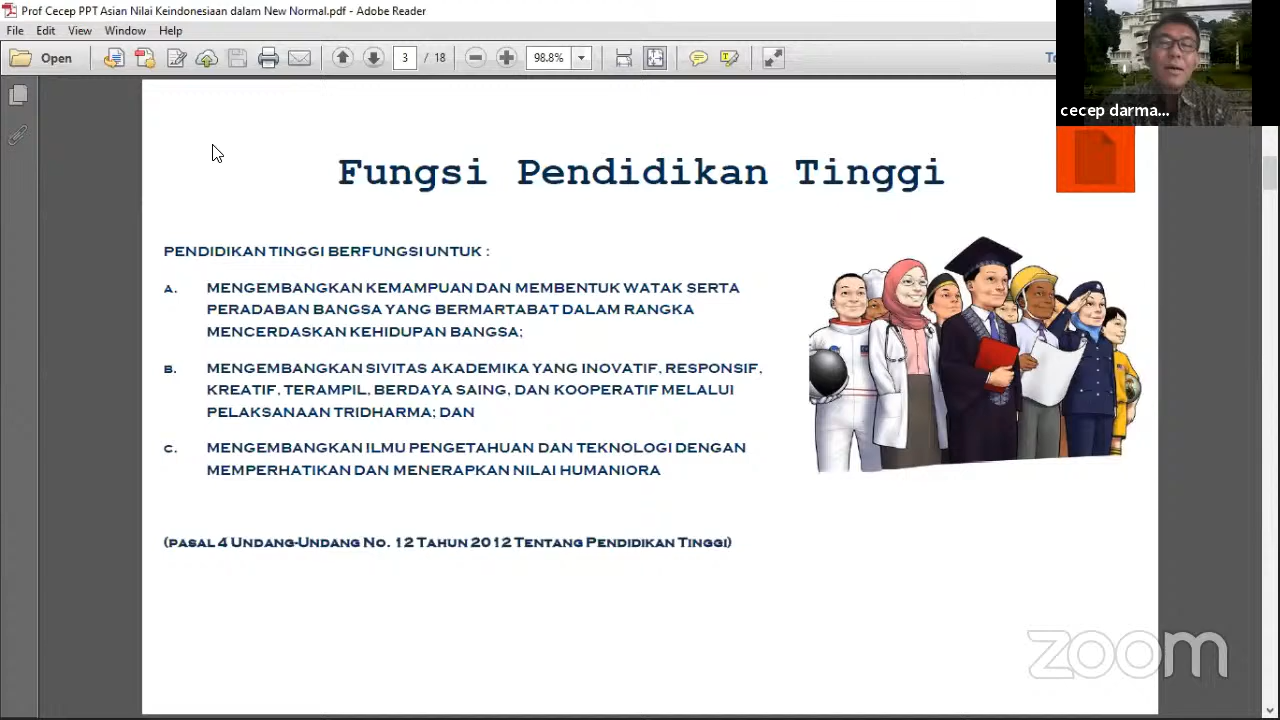 Prof Cecep PPT Asian Nilai Keindonesiaan dalam New Normal.pdf - Adobe Reader
File Edit View Window Help
Open 3 / 18 98.8%
cecep darma...
Fungsi Pendidikan Tinggi
PENDIDIKAN TINGGI BERFUNGSI UNTUK :
A. MENGEMBANGKAN KEMAMPUAN DAN MEMBENTUK WATAK SERTA
PERADABAN BANGSA YANG BERMARTABAT DALAM RANGKA
MENCERDASKAN KEHIDUPAN BANGSA;
B. MENGEMBANGKAN SIVITAS AKADEMIKA YANG INOVATIF, RESPONSIF,
KREATIF, TERAMPIL, BERDAYA SAING, DAN KOOPERATIF MELALUI
PELAKSANAAN TRIDHARMA; DAN
C. MENGEMBANGKAN ILMU PENGETAHUAN DAN TEKNOLOGI DENGAN
MEMPERHATIKAN DAN MENERAPKAN NILAI HUMANIORA
(PASAL 4 UNDANG-UNDANG NO. 12 TAHUN 2012 TENTANG PENDIDIKAN TINGGI)
zoom